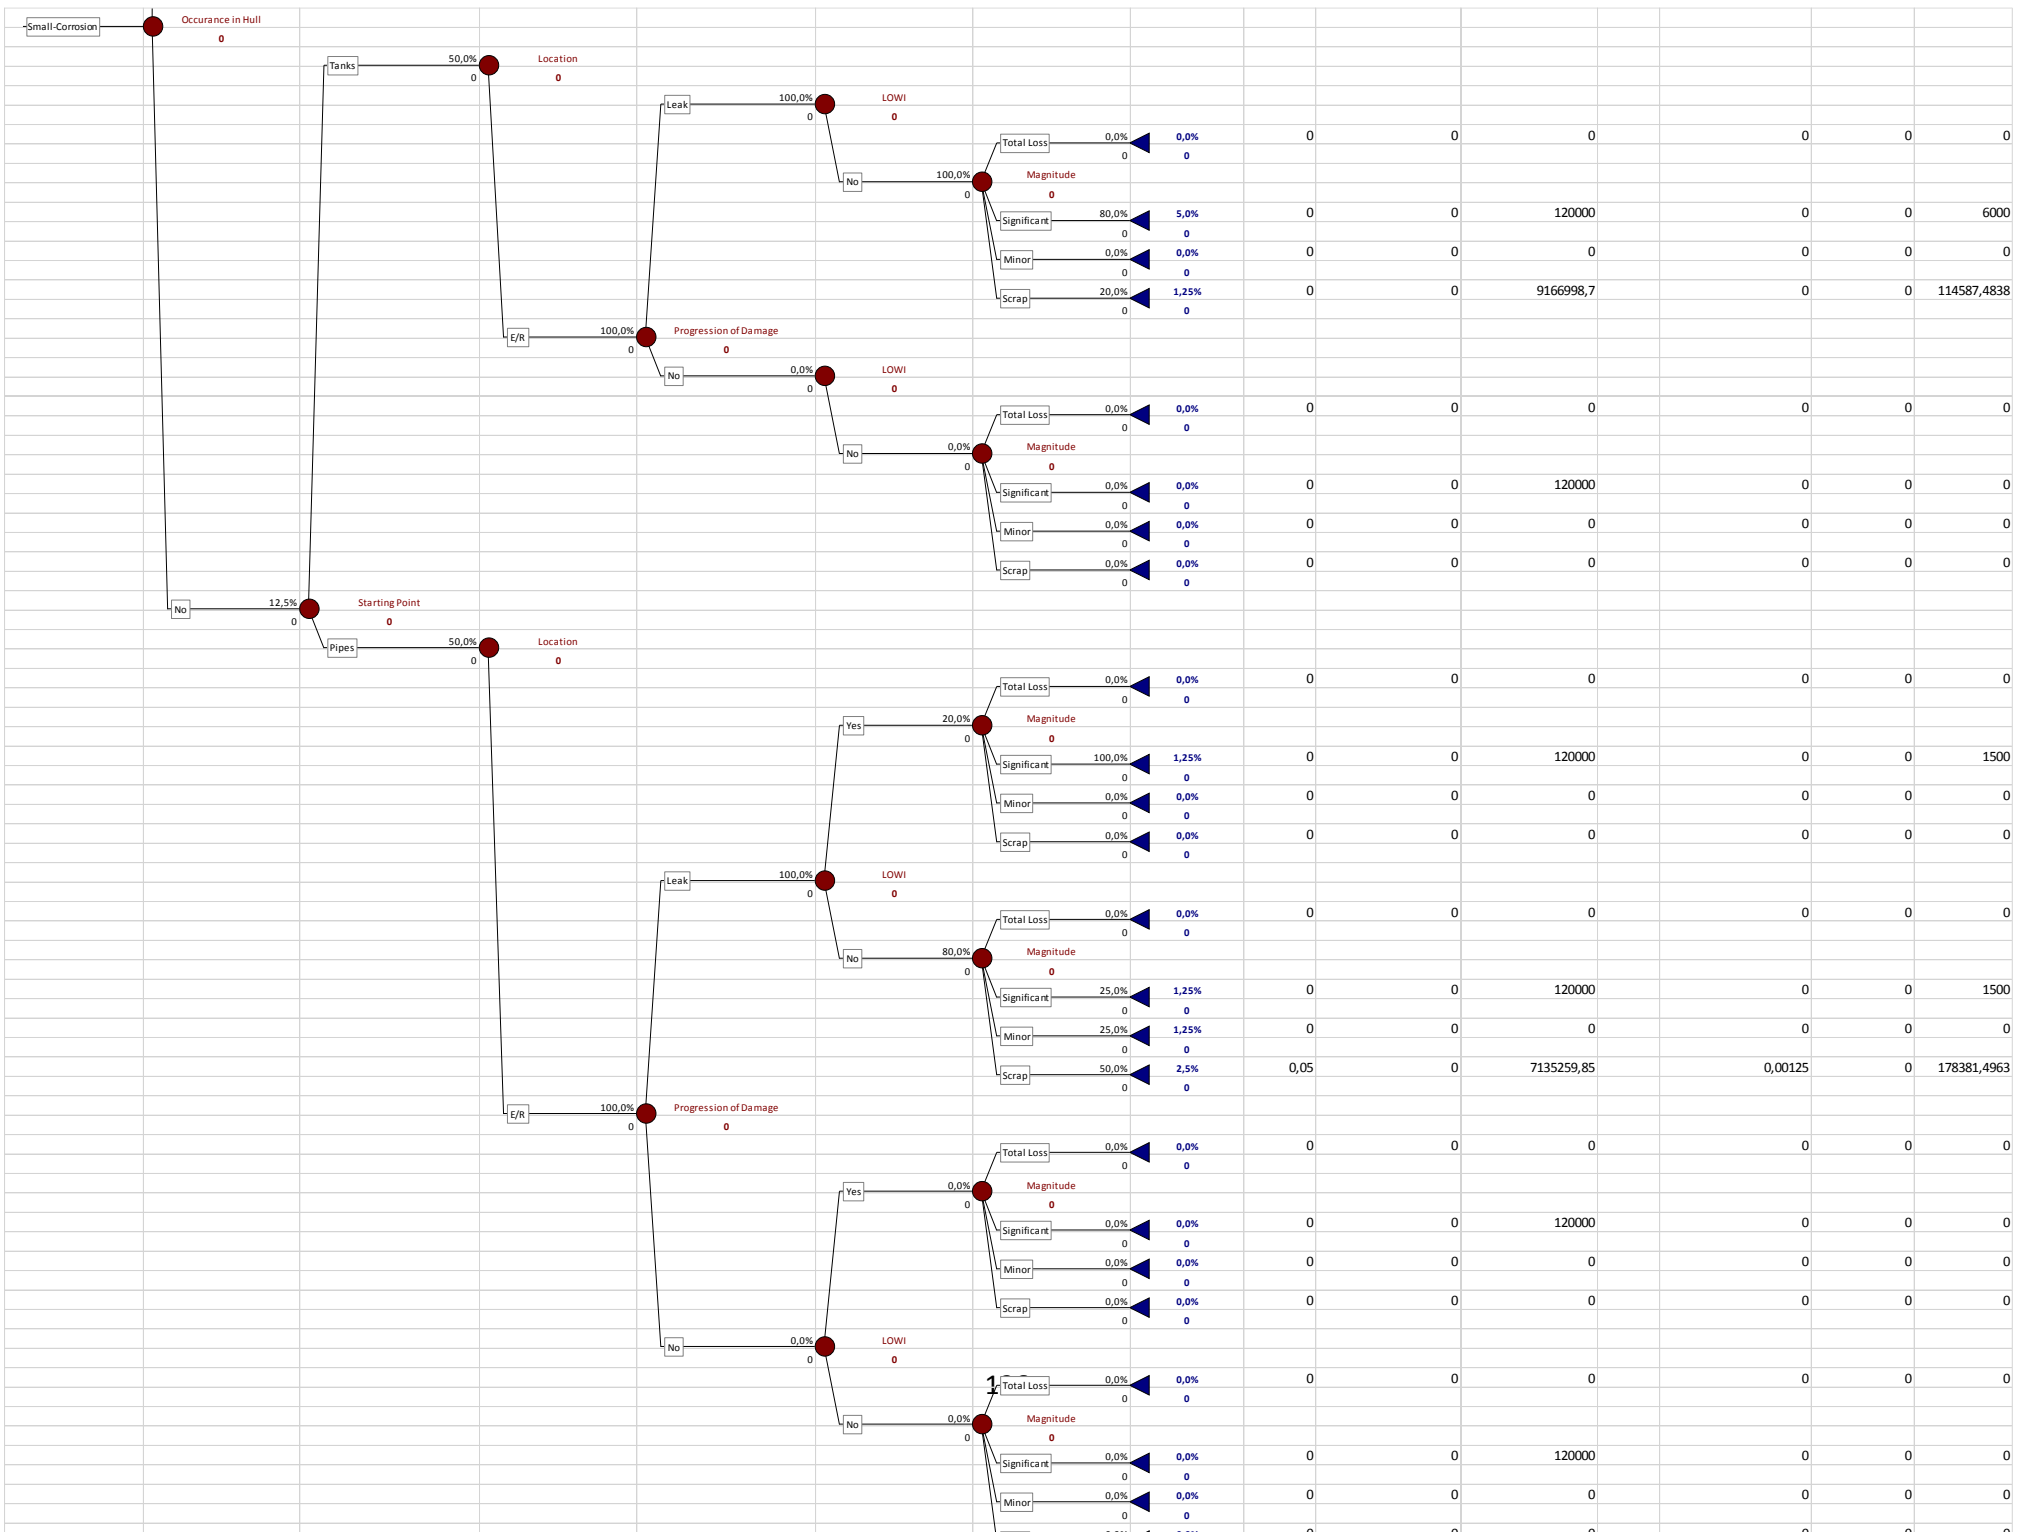 Small-Corrosion Occurance in Hull
0
Tanks 50,0% Location
0 0
Leak 100,0% LOWI
0 0
Total Loss 0,0% 0,0% 0 0 0 0 0 0
0 0
No 100,0% Magnitude
0 0
Significant 80,0% 5,0% 0 0 120000 0 0 6000
0 0
Minor 0,0% 0,0% 0 0 0 0 0 0
0 0
Scrap 20,0% 1,25% 0 0 9166998,7 0 0 114587,4838
0 0
E/R 100,0% Progression of Damage
0 0
No 0,0% LOWI
0 0
Total Loss 0,0% 0,0% 0 0 0 0 0 0
0 0
No 0,0% Magnitude
0 0
Significant 0,0% 0,0% 0 0 120000 0 0 0
0 0
Minor 0,0% 0,0% 0 0 0 0 0 0
0 0
Scrap 0,0% 0,0% 0 0 0 0 0 0
0 0
No 12,5% Starting Point
0 0
Pipes 50,0% Location
0 0
Total Loss 0,0% 0,0% 0 0 0 0 0 0
0 0
Yes 20,0% Magnitude
0 0
Significant 100,0% 1,25% 0 0 120000 0 0 1500
0 0
Minor 0,0% 0,0% 0 0 0 0 0 0
0 0
Scrap 0,0% 0,0% 0 0 0 0 0 0
0 0
Leak 100,0% LOWI
0 0
Total Loss 0,0% 0,0% 0 0 0 0 0 0
0 0
No 80,0% Magnitude
0 0
Significant 25,0% 1,25% 0 0 120000 0 0 1500
0 0
Minor 25,0% 1,25% 0 0 0 0 0 0
0 0
Scrap 50,0% 2,5% 0,05 0 7135259,85 0,00125 0 178381,4963
0 0
E/R 100,0% Progression of Damage
0 0
Total Loss 0,0% 0,0% 0 0 0 0 0 0
0 0
Yes 0,0% Magnitude
0 0
Significant 0,0% 0,0% 0 0 120000 0 0 0
0 0
Minor 0,0% 0,0% 0 0 0 0 0 0
0 0
Scrap 0,0% 0,0% 0 0 0 0 0 0
0 0
No 0,0% LOWI
0 0
Total Loss 0,0% 0,0% 0 0 0 0 0 0
0 0
No 0,0% Magnitude
0 0
Significant 0,0% 0,0% 0 0 120000 0 0 0
0 0
Minor 0,0% 0,0% 0 0 0 0 0 0
0 0